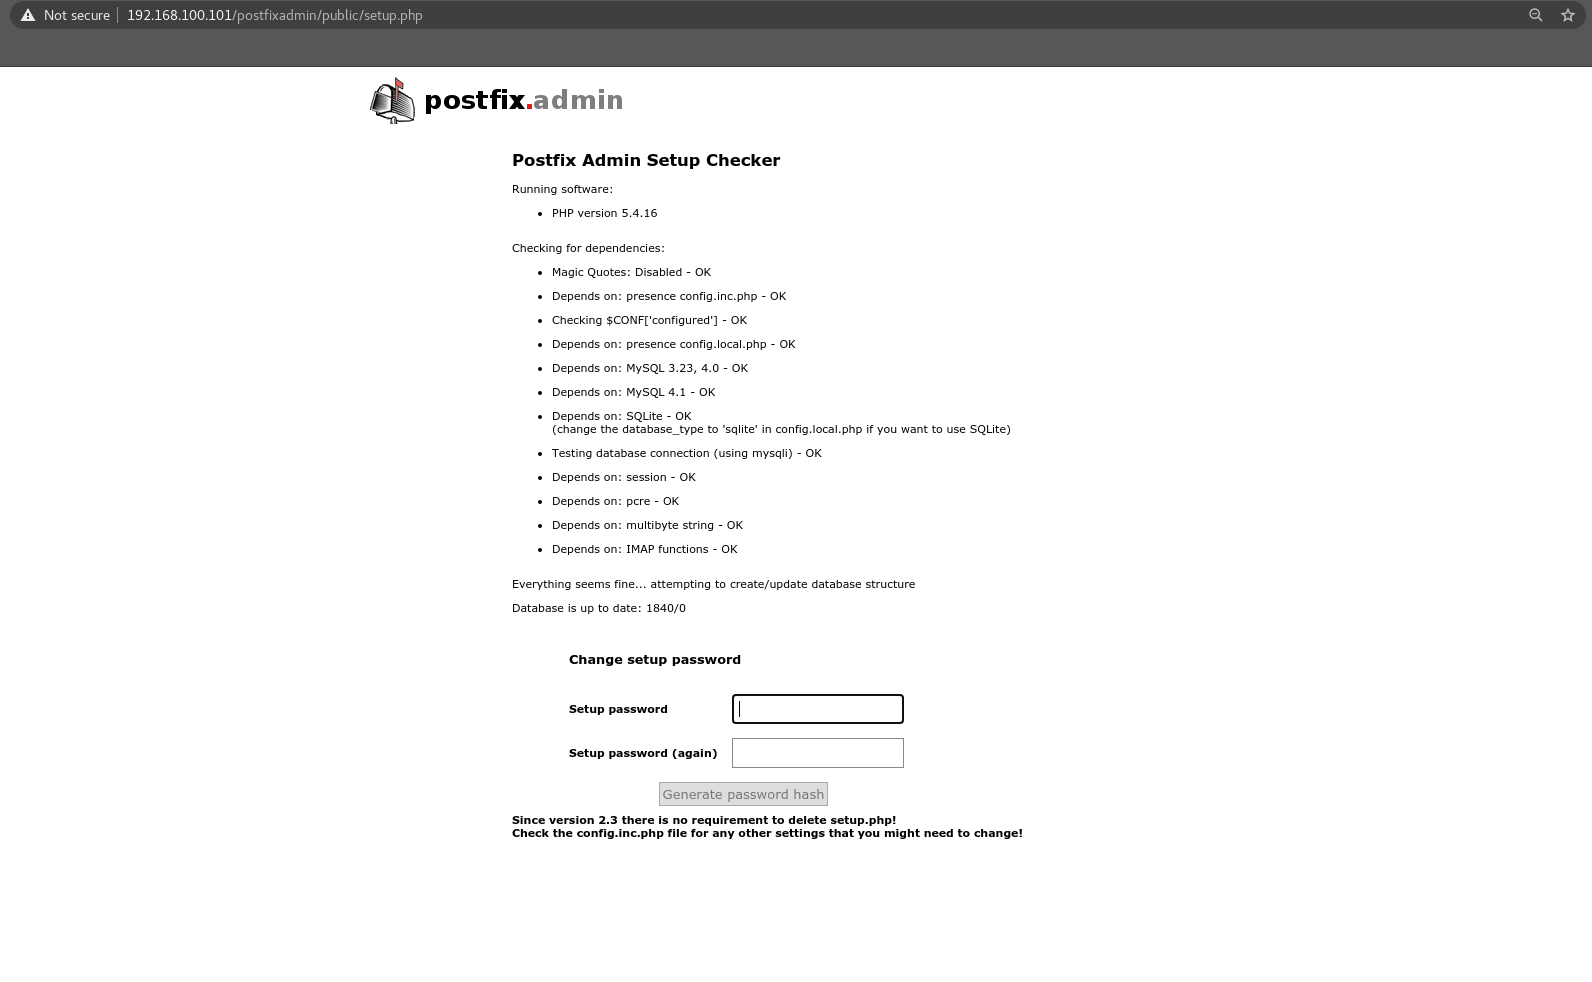 Not secure 192.168.100.101/postfixadmin/public/setup.php
postfix.admin
Postfix Admin Setup Checker
Running software:
PHP version 5.4.16
Checking for dependencies:
Magic Quotes: Disabled - OK
Depends on: presence config.inc.php - OK
Checking $CONF['configured'] - OK
Depends on: presence config.local.php - OK
Depends on: MySQL 3.23, 4.0 - OK
Depends on: MySQL 4.1 - OK
Depends on: SQLite - OK
(change the database_type to 'sqlite' in config.local.php if you want to use SQLite)
Testing database connection (using mysqli) - OK
Depends on: session - OK
Depends on: pcre - OK
Depends on: multibyte string - OK
Depends on: IMAP functions - OK
Everything seems fine... attempting to create/update database structure
Database is up to date: 1840/0
Change setup password
Setup password
Setup password (again)
Generate password hash
Since version 2.3 there is no requirement to delete setup.php!
Check the config.inc.php file for any other settings that you might need to change!